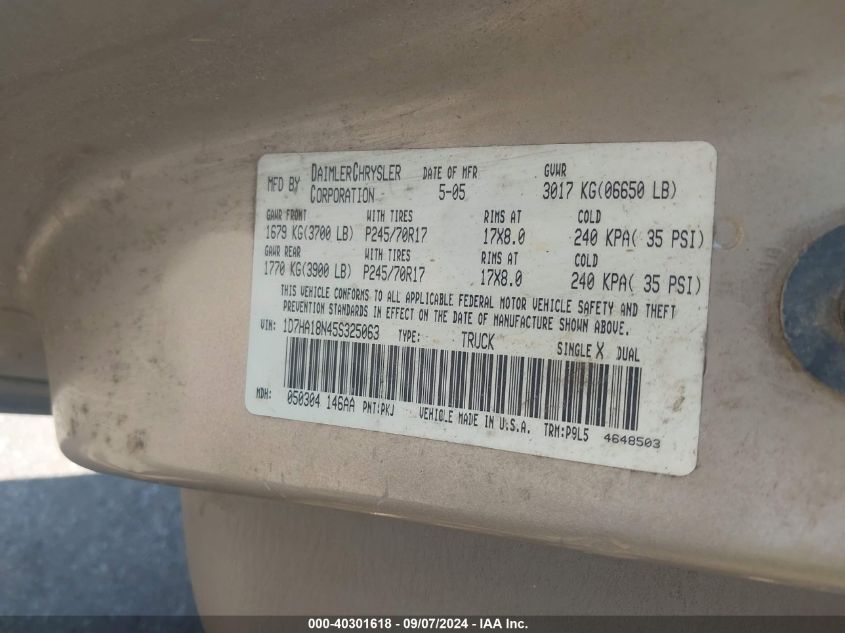 MFD BY DAIMLERCHRYSLER CORPORATION DATE OF MFR 5-05 GVWR 3017 KG(06650 LB)
GAWR FRONT WITH TIRES RIMS AT COLD
1679 KG(3700 LB) P245/70R17 17X8.0 240 KPA( 35 PSI)
GAWR REAR WITH TIRES RIMS AT COLD
1770 KG(3900 LB) P245/70R17 17X8.0 240 KPA( 35 PSI)
THIS VEHICLE CONFORMS TO ALL APPLICABLE FEDERAL MOTOR VEHICLE SAFETY AND THEFT
PREVENTION STANDARDS IN EFFECT ON THE DATE OF MANUFACTURE SHOWN ABOVE.
VIN: 1D7HA18N45S325063 TYPE: TRUCK SINGLE X DUAL
MDH: 050304 146AA PNT:PKJ VEHICLE MADE IN U.S.A. TRM:P9L5 4648503
000-40301618 - 09/07/2024 - IAA Inc.